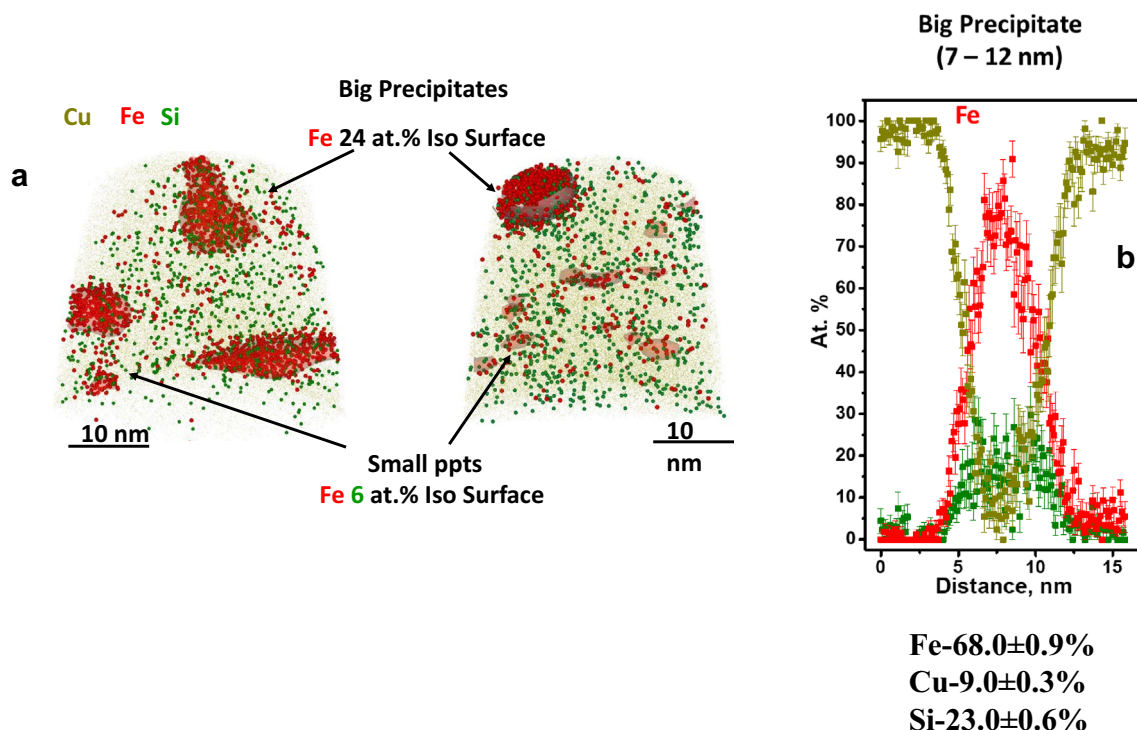 Big Precipitate
(7 – 12 nm)
Big Precipitates
Cu Fe Si
Fe 24 at.% Iso Surface
a
10 nm
10
nm
Small ppts
Fe 6 at.% Iso Surface
Fe
b
100
90
80
70
60
50
40
30
20
10
0
At. %
0 5 10 15
Distance, nm
Fe-68.0±0.9%
Cu-9.0±0.3%
Si-23.0±0.6%